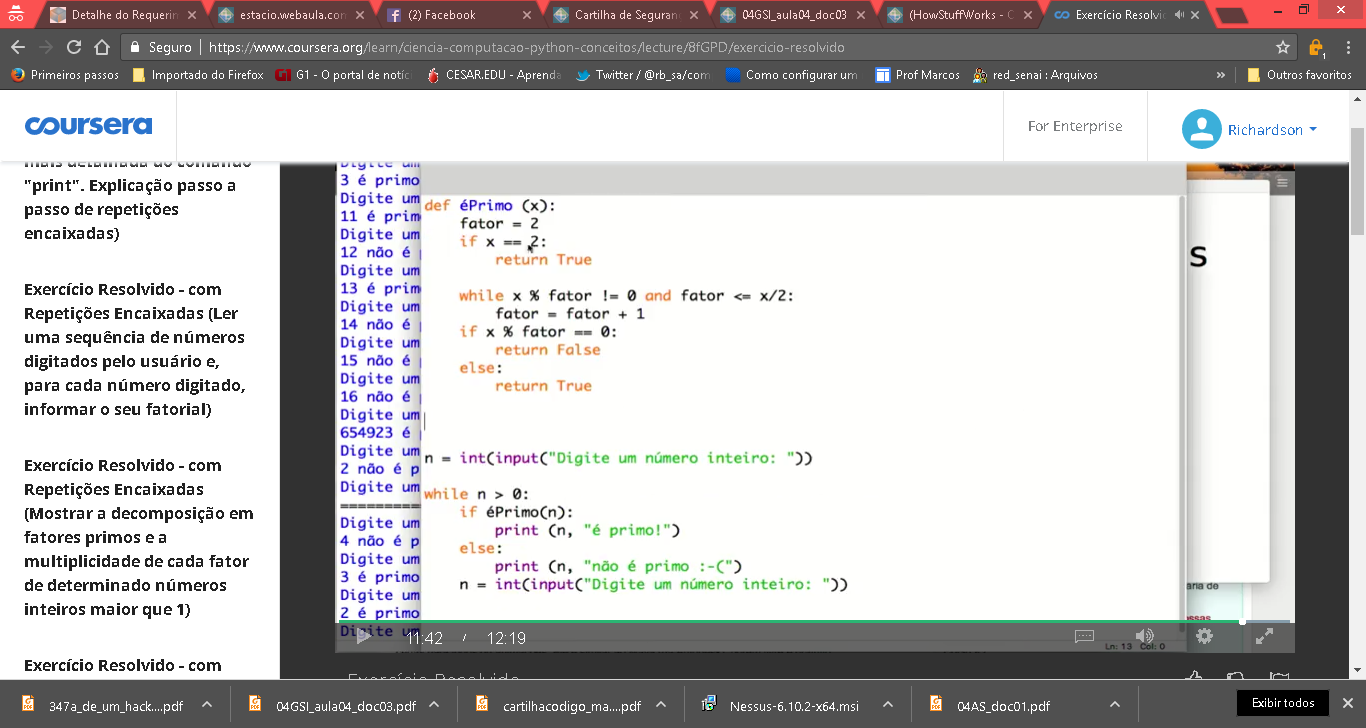 Detalhe do Requerim
estacio.webaula.com
(2) Facebook
Cartilha de Seguran
04GSI_aula04_doc03
(HowStuffWorks - C
Exercício Resolvi
Seguro
https://www.coursera.org/learn/ciencia-computacao-python-conceitos/lecture/8fGPD/exercicio-resolvido
1
Primeiros passos
Importado do Firefox
G1 - O portal de notíc
CESAR.EDU - Aprenda
Twitter / @rb_sa/com
Como configurar um
Prof Marcos
red_senai : Arquivos
»
Outros favoritos
coursera
For Enterprise
Richardson
mais detalhada do comando
"print". Explicação passo a
passo de repetições
encaixadas)
Exercício Resolvido - com
Repetições Encaixadas (Ler
uma sequência de números
digitados pelo usuário e,
para cada número digitado,
informar o seu fatorial)
Exercício Resolvido - com
Repetições Encaixadas
(Mostrar a decomposição em
fatores primos e a
multiplicidade de cada fator
de determinado números
inteiros maior que 1)
Exercício Resolvido - com
Digite um
3 é primo
Digite um
11 é prim
Digite um
12 não é
Digite um
13 é prim
Digite um
14 não é
Digite um
15 não é
Digite um
16 não é
Digite um
654923 é
Digite um
2 não é p
Digite um
==========
Digite um
4 não é p
Digite um
3 é primo
Digite um
2 é primo
Digite um
def éPrimo (x):
fator = 2
if x == 2:
return True
while x % fator != 0 and fator <= x/2:
fator = fator + 1
if x % fator == 0:
return False
else:
return True
n = int(input("Digite um número inteiro: "))
while n > 0:
if éPrimo(n):
print (n, "é primo!")
else:
print (n, "não é primo :-(")
n = int(input("Digite um número inteiro: "))
s
aria de
ossas
11:42 / 12:19
Ln: 13 Col: 0
Exercício Resolvido
347a_de_um_hack....pdf
04GSI_aula04_doc03.pdf
cartilhacodigo_ma....pdf
Nessus-6.10.2-x64.msi
04AS_doc01.pdf
Exibir todos